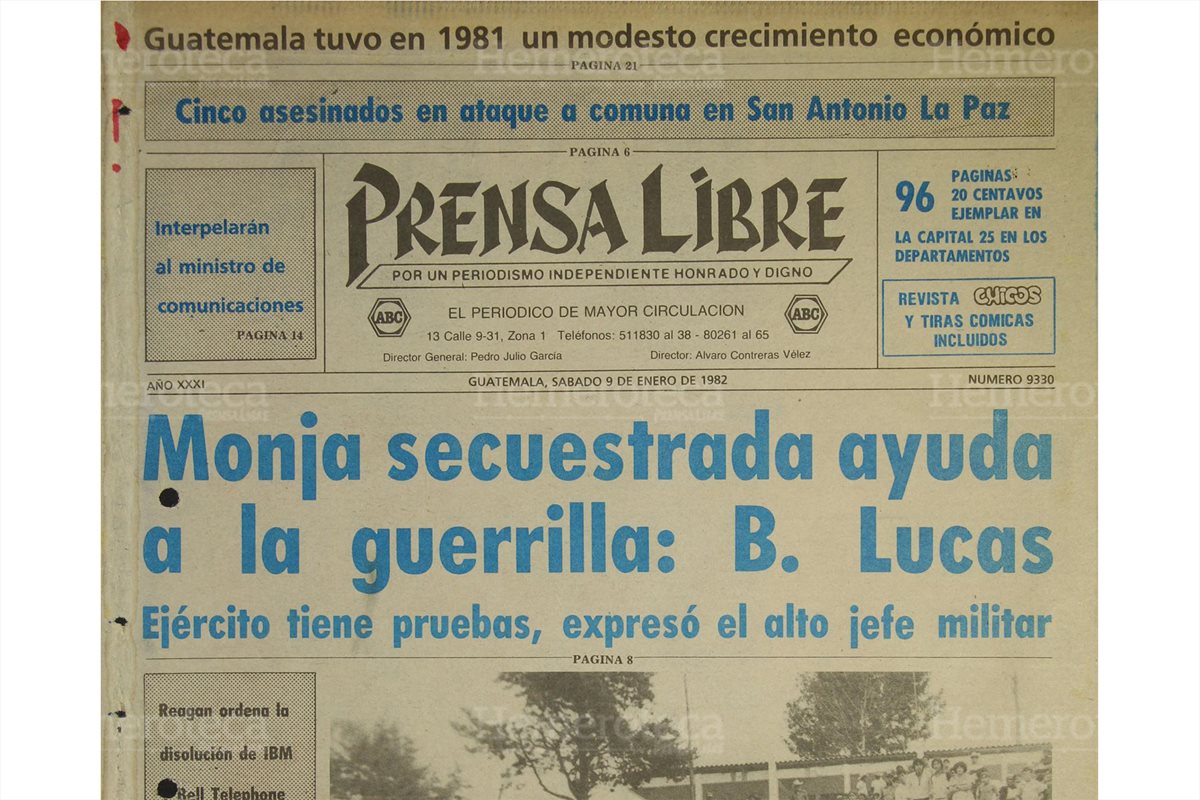 Guatemala tuvo en 1981 un modesto crecimiento económico
PAGINA 21
Cinco asesinados en ataque a comuna en San Antonio La Paz
PAGINA 6
Interpelarán
al ministro de
comunicaciones
PAGINA 14
PRENSA LIBRE
POR UN PERIODISMO INDEPENDIENTE HONRADO Y DIGNO
ABC
EL PERIODICO DE MAYOR CIRCULACION
ABC
13 Calle 9-31, Zona 1 Teléfonos: 511830 al 38 - 80261 al 65
Director General: Pedro Julio García
Director: Alvaro Contreras Vélez
96 PAGINAS
20 CENTAVOS
EJEMPLAR EN
LA CAPITAL 25 EN LOS
DEPARTAMENTOS
REVISTA CHICOS
Y TIRAS COMICAS
INCLUIDOS
AÑO XXXI
GUATEMALA, SABADO 9 DE ENERO DE 1982
NUMERO 9330
Monja secuestrada ayuda
a la guerrilla: B. Lucas
Ejército tiene pruebas, expresó el alto jefe militar
PAGINA 8
Reagan ordena la
disolución de IBM
Bell Telephone
Hemeroteca
PRENSA LIBRE